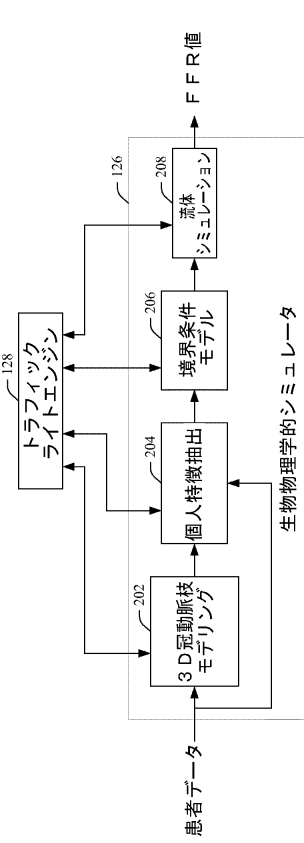 128
トラフィック
ライトエンジン
126
患者データ
202
３Ｄ冠動脈枝
モデリング
204
個人特徴抽出
206
境界条件
モデル
208
流体
シミュレーション
ＦＦＲ値
生物物理学的シミュレータ